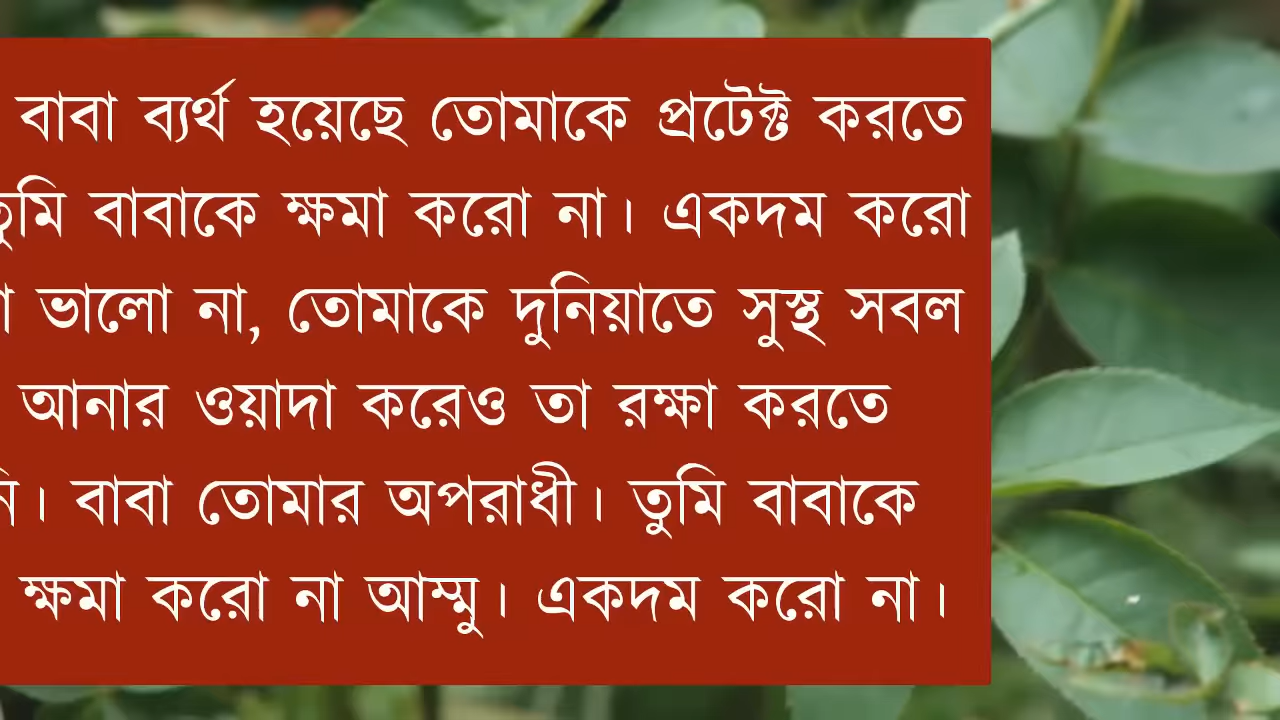 বাবা ব্যর্থ হয়েছে তোমাকে প্রটেক্ট করতে
তুমি বাবাকে ক্ষমা করো না। একদম করো
ভালো না, তোমাকে দুনিয়াতে সুস্থ সবল
আনার ওয়াদা করেও তা রক্ষা করতে
বাবা তোমার অপরাধী। তুমি বাবাকে
ক্ষমা করো না আম্মু। একদম করো না।